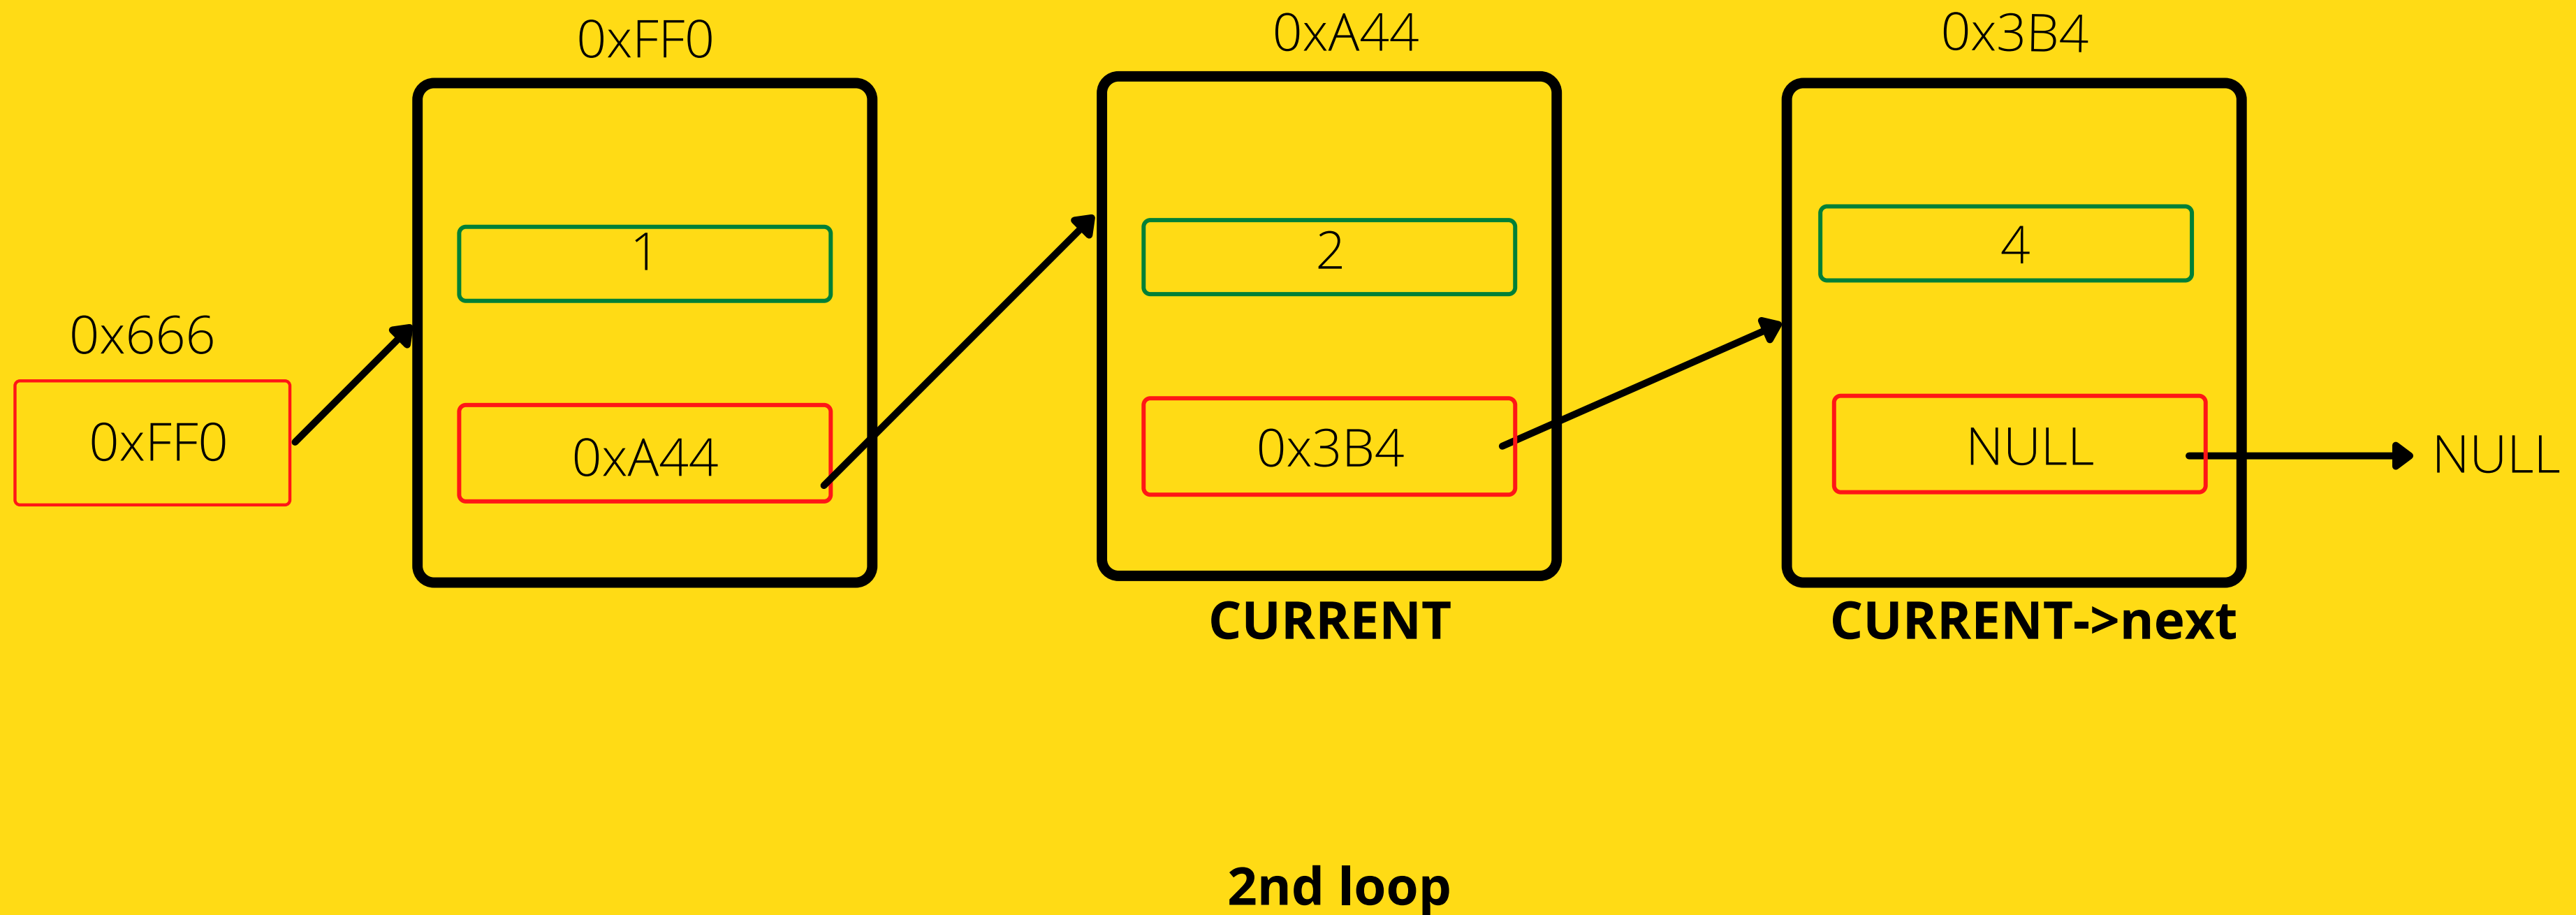 0xFF0
0xA44
0x3B4
1
2
4
0x666
0xFF0
0xA44
0x3B4
NULL
NULL
CURRENT
CURRENT->next
2nd loop